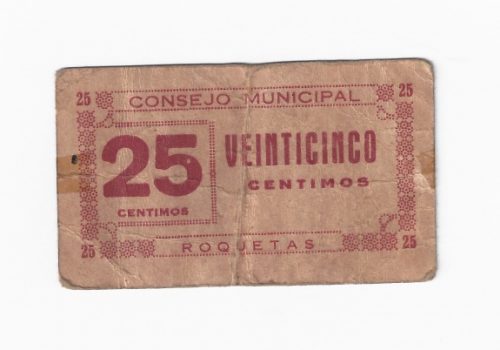 25 CONSEJO MUNICIPAL 25
25 VEINTICINCO
CENTIMOS CENTIMOS
25 ROQUETAS 25